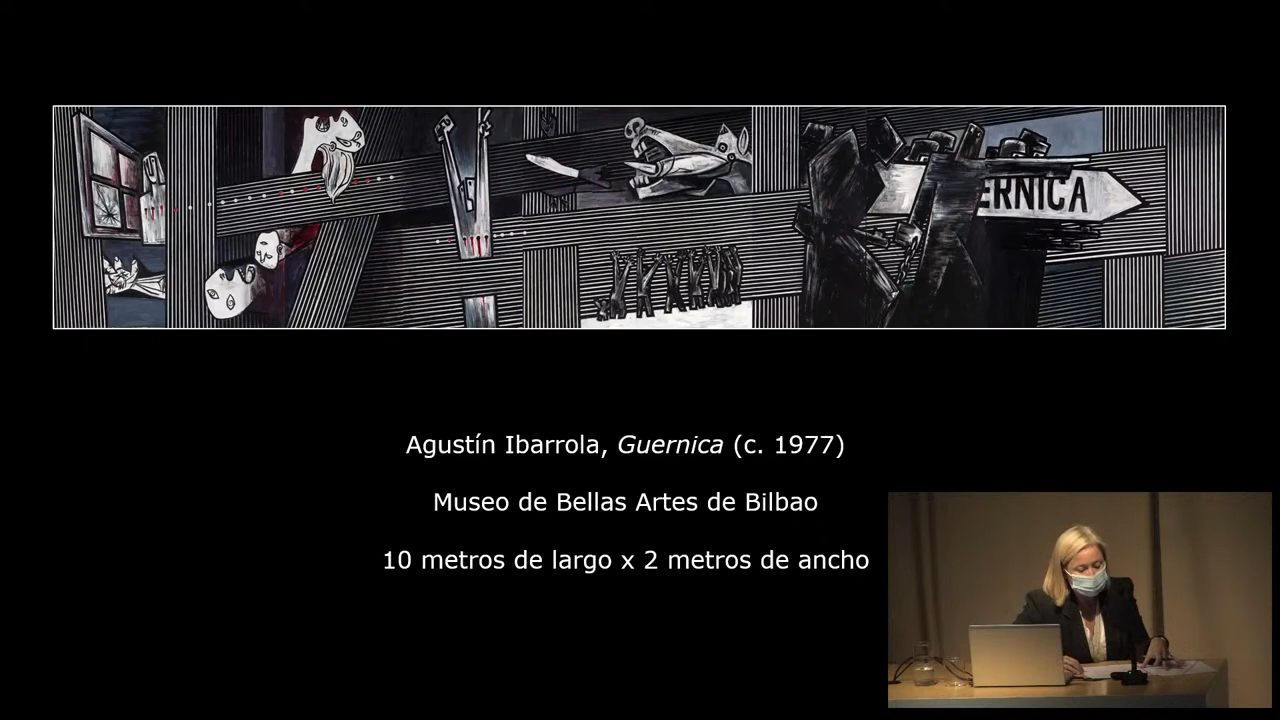 ERNICA
Agustín Ibarrola, Guernica (c. 1977)
Museo de Bellas Artes de Bilbao
10 metros de largo x 2 metros de ancho